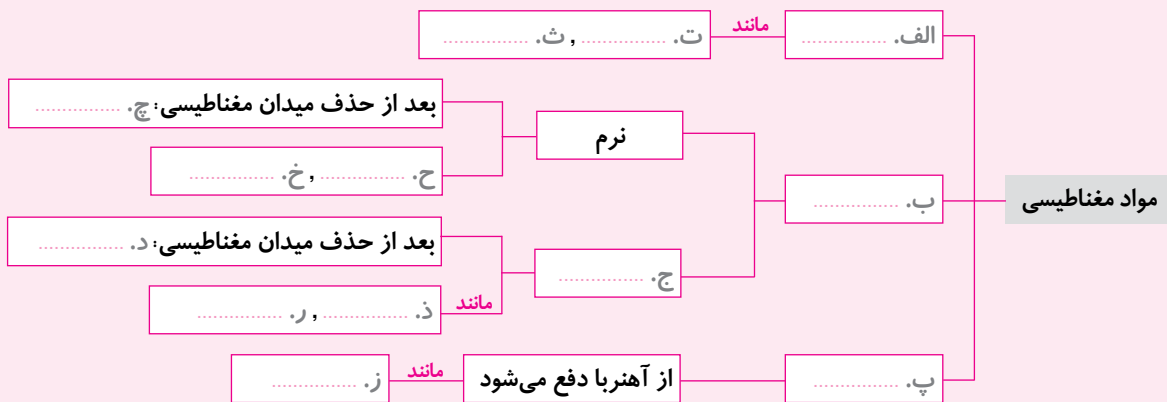 مواد مغناطیسی
الف. ............... مانند ت. ............... , ث. ...............
ب. ...............
نرم
بعد از حذف میدان مغناطیسی: چ. ...............
ح. ............... , خ. ...............
ج. ...............
بعد از حذف میدان مغناطیسی: د. ...............
مانند ذ. ............... , ر. ...............
پ. ............... از آهنربا دفع می‌شود مانند ز. ...............